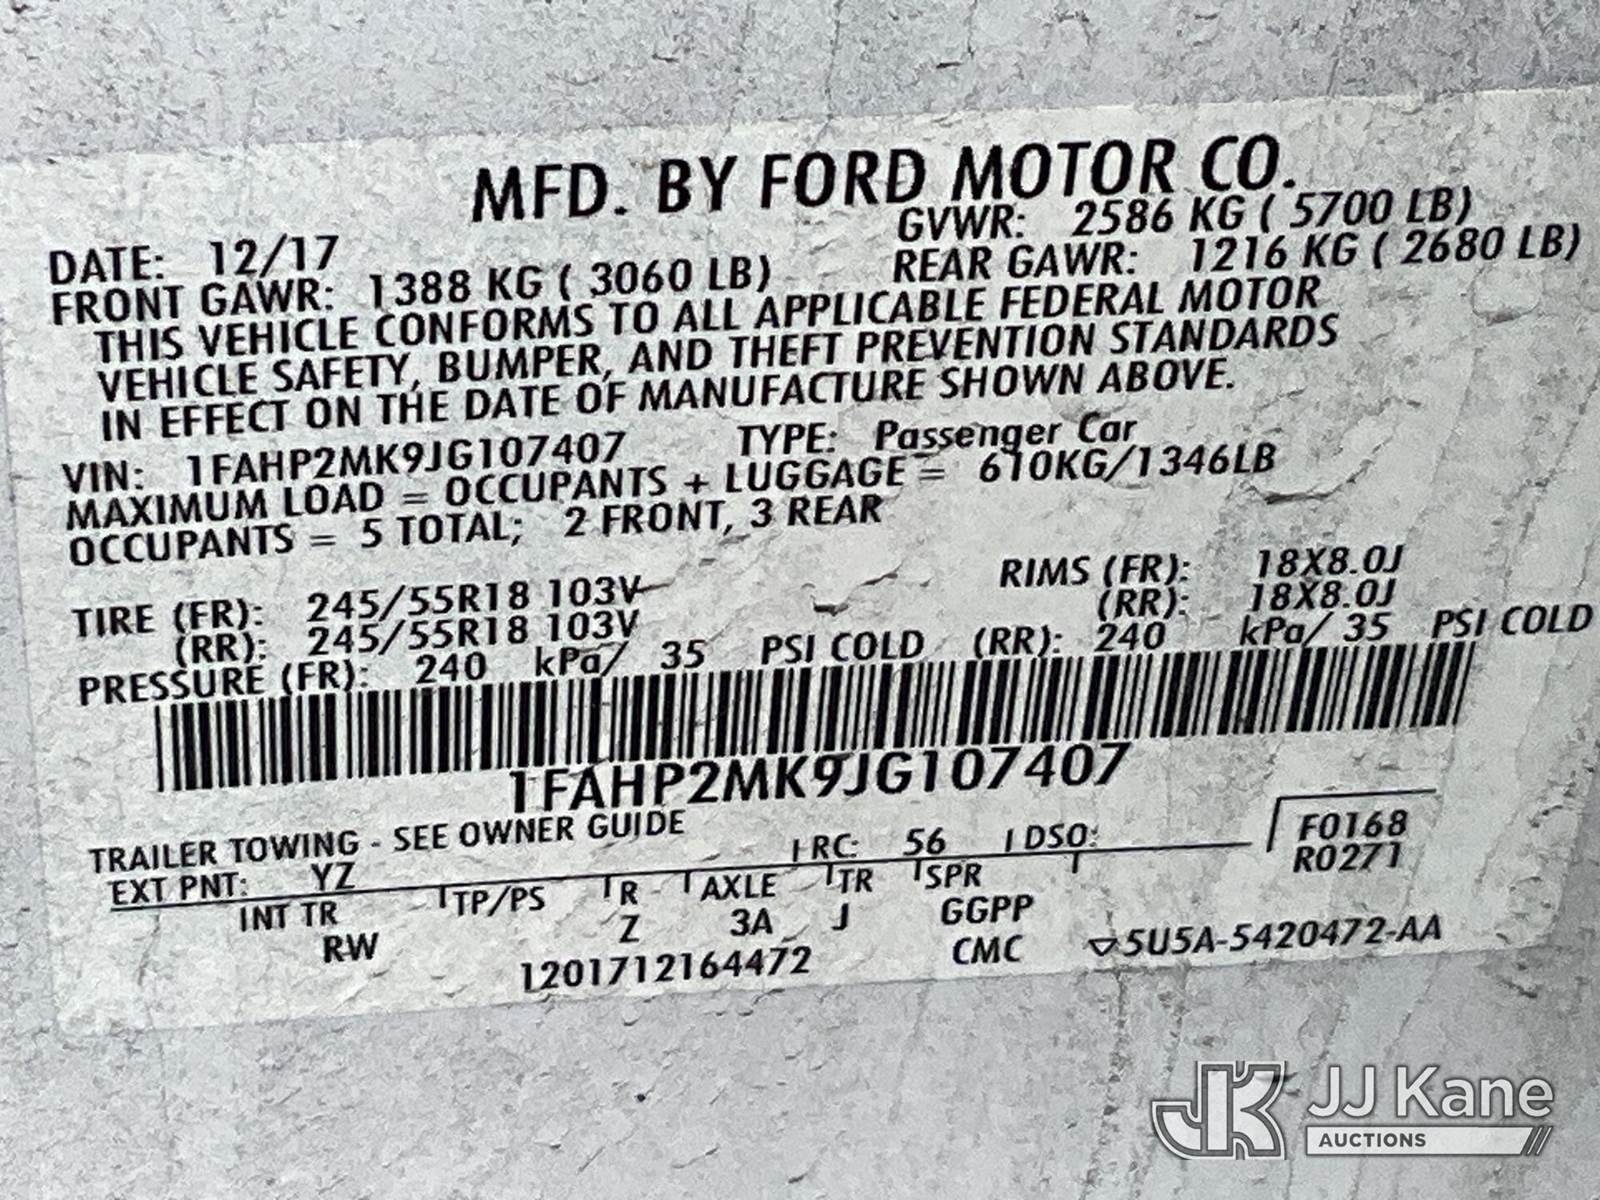 MFD. BY FORD MOTOR CO.
DATE: 12/17 GVWR: 2586 KG ( 5700 LB)
FRONT GAWR: 1388 KG ( 3060 LB) REAR GAWR: 1216 KG ( 2680 LB)
THIS VEHICLE CONFORMS TO ALL APPLICABLE FEDERAL MOTOR
VEHICLE SAFETY, BUMPER, AND THEFT PREVENTION STANDARDS
IN EFFECT ON THE DATE OF MANUFACTURE SHOWN ABOVE.
VIN: 1FAHP2MK9JG107407 TYPE: Passenger Car
MAXIMUM LOAD = OCCUPANTS + LUGGAGE = 610KG/1346LB
OCCUPANTS = 5 TOTAL; 2 FRONT, 3 REAR
TIRE (FR): 245/55R18 103V RIMS (FR): 18X8.0J
(RR): 245/55R18 103V (RR): 18X8.0J
PRESSURE (FR): 240 kPa/ 35 PSI COLD (RR): 240 kPa/ 35 PSI COLD
1FAHP2MK9JG107407
TRAILER TOWING - SEE OWNER GUIDE
EXT PNT: YZ RC: 56 DSO: F0168
R0271
INT TR TP/PS R AXLE TR SPR
RW Z 3A J GGPP
1201712164472 CMC ▽5U5A-5420472-AA
JK JJ Kane
AUCTIONS